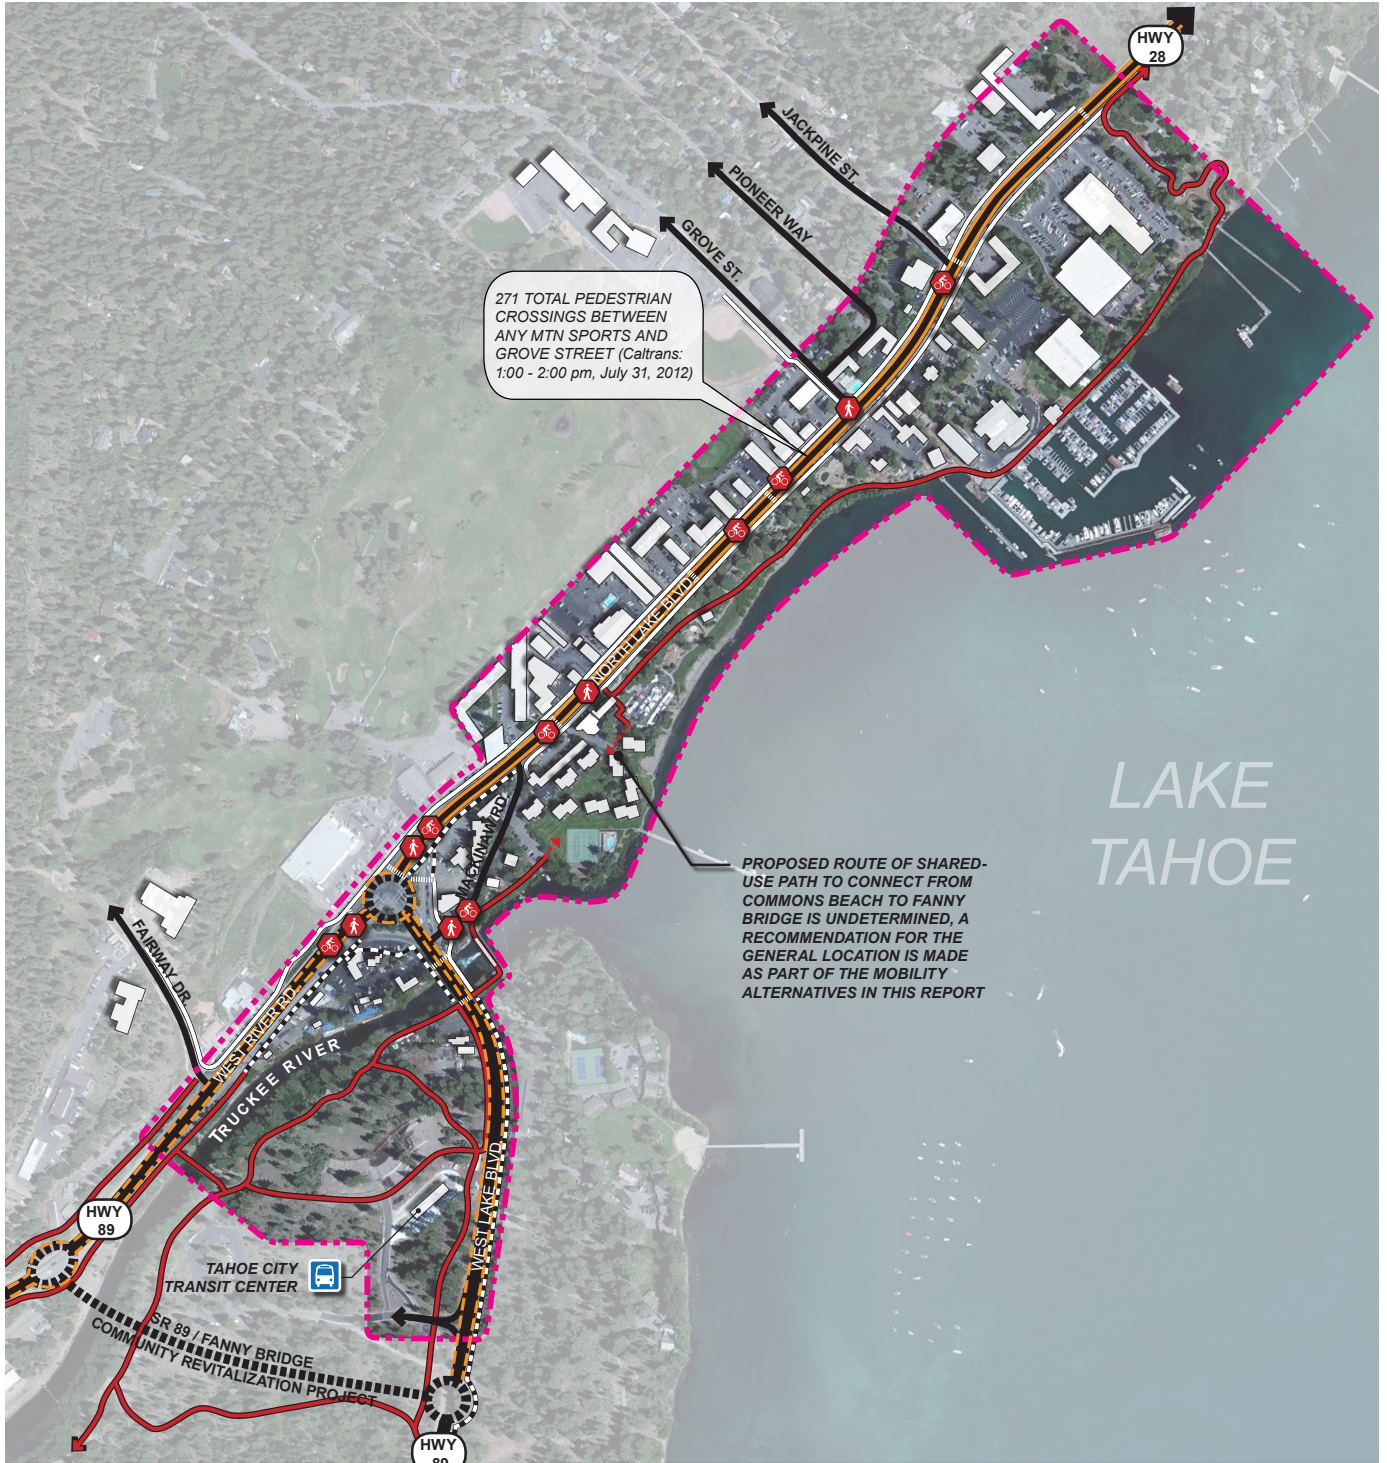 HWY
28
JACKPINE ST.
PIONEER WAY
GROVE ST.
271 TOTAL PEDESTRIAN
CROSSINGS BETWEEN
ANY MTN SPORTS AND
GROVE STREET (Caltrans:
1:00 - 2:00 pm, July 31, 2012)
NORTH LAKE BLVD
LAKE
TAHOE
MACKINAW RD
PROPOSED ROUTE OF SHARED-
USE PATH TO CONNECT FROM
COMMONS BEACH TO FANNY
BRIDGE IS UNDETERMINED, A
RECOMMENDATION FOR THE
GENERAL LOCATION IS MADE
AS PART OF THE MOBILITY
ALTERNATIVES IN THIS REPORT
FAIRWAY DR.
WEST RIVER RD.
TRUCKEE RIVER
WEST LAKE BLVD.
HWY
89
TAHOE CITY
TRANSIT CENTER
SR 89 / FANNY BRIDGE
COMMUNITY REVITALIZATION PROJECT
HWY
89